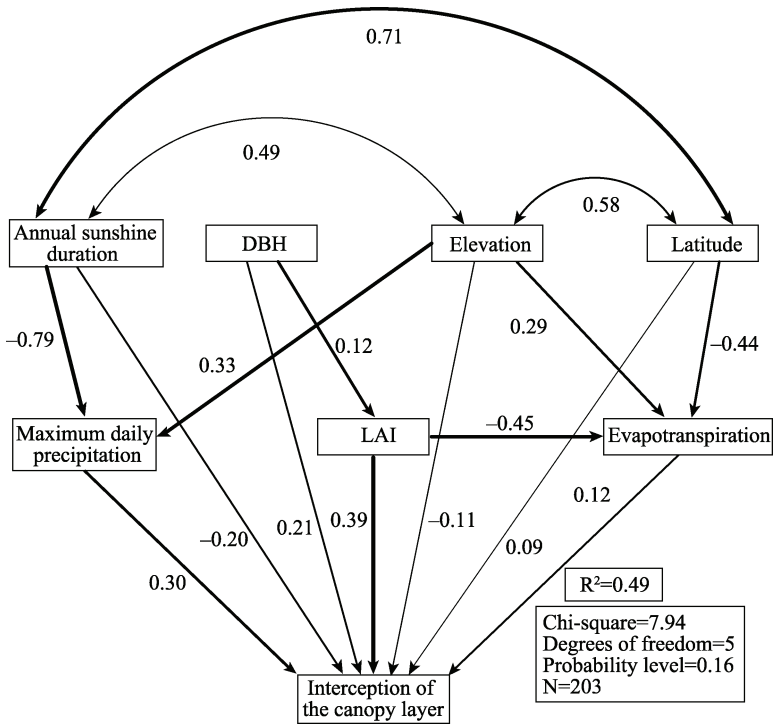 0.71
0.49
0.58
Annual sunshine
duration
DBH
Elevation
Latitude
–0.79
0.33
0.12
0.29
–0.44
Maximum daily
precipitation
LAI
–0.45
Evapotranspiration
0.30
–0.20
0.21
0.39
–0.11
0.09
0.12
R²=0.49
Chi-square=7.94
Degrees of freedom=5
Probability level=0.16
N=203
Interception of
the canopy layer